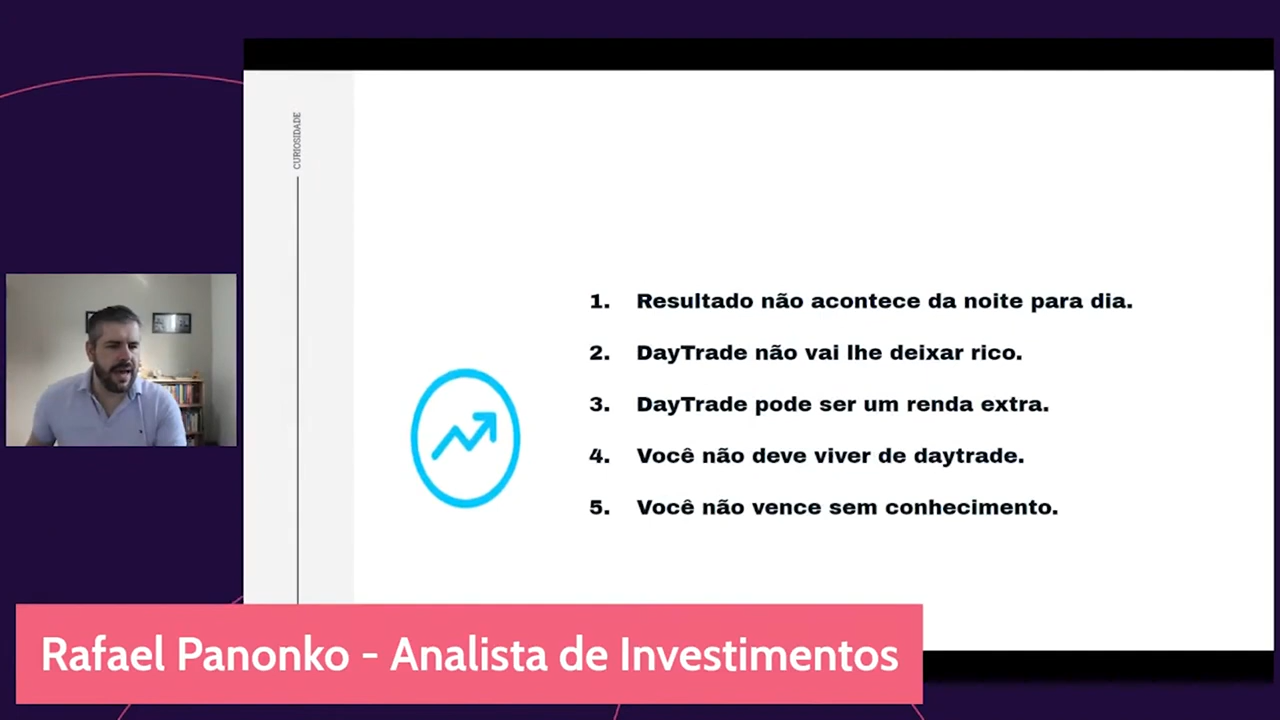 CURIOSIDADE
1. Resultado não acontece da noite para dia.
2. DayTrade não vai lhe deixar rico.
3. DayTrade pode ser um renda extra.
4. Você não deve viver de daytrade.
5. Você não vence sem conhecimento.
Rafael Panonko - Analista de Investimentos